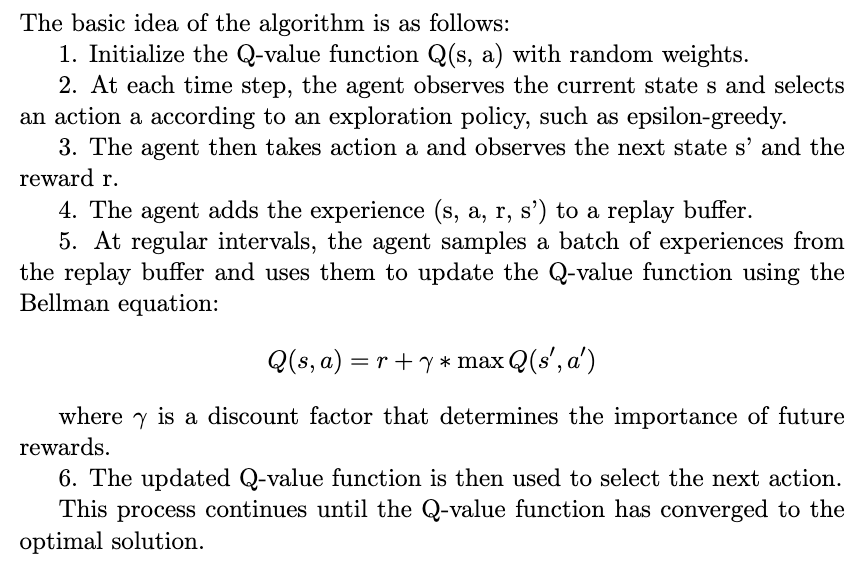 The basic idea of the algorithm is as follows:
1. Initialize the Q-value function Q(s, a) with random weights.
2. At each time step, the agent observes the current state s and selects
an action a according to an exploration policy, such as epsilon-greedy.
3. The agent then takes action a and observes the next state s’ and the
reward r.
4. The agent adds the experience (s, a, r, s’) to a replay buffer.
5. At regular intervals, the agent samples a batch of experiences from
the replay buffer and uses them to update the Q-value function using the
Bellman equation:
Q(s, a) = r + γ ∗ max Q(s′, a′)
where γ is a discount factor that determines the importance of future
rewards.
6. The updated Q-value function is then used to select the next action.
This process continues until the Q-value function has converged to the
optimal solution.